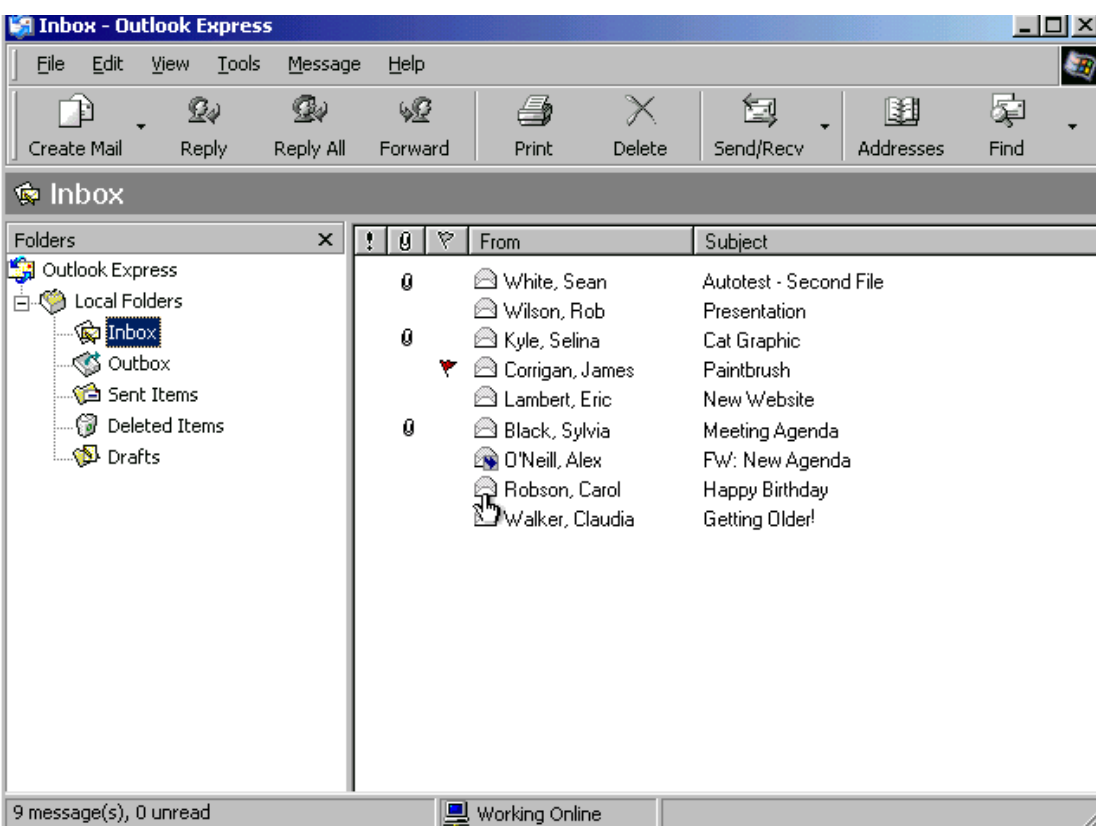 Inbox - Outlook Express
File Edit View Tools Message Help
Create Mail Reply Reply All Forward Print Delete Send/Recv Addresses Find
Inbox
Folders
! From Subject
Outlook Express
Local Folders
Inbox
Outbox
Sent Items
Deleted Items
Drafts
White, Sean Autotest - Second File
Wilson, Rob Presentation
Kyle, Selina Cat Graphic
Corrigan, James Paintbrush
Lambert, Eric New Website
Black, Sylvia Meeting Agenda
O'Neill, Alex FW: New Agenda
Robson, Carol Happy Birthday
Walker, Claudia Getting Older!
9 message(s), 0 unread Working Online